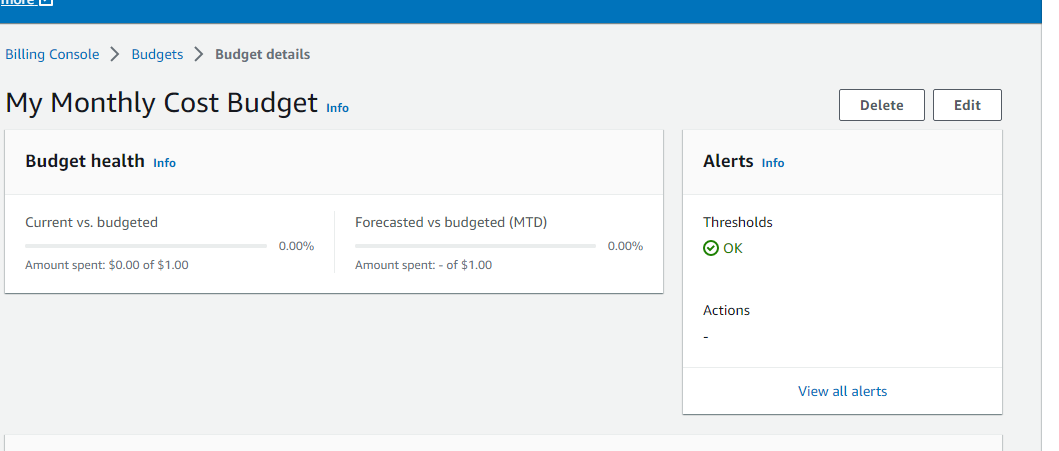 more
Billing Console > Budgets > Budget details
My Monthly Cost Budget Info
Delete Edit
Budget health Info
Current vs. budgeted
0.00%
Amount spent: $0.00 of $1.00
Forecasted vs budgeted (MTD)
0.00%
Amount spent: - of $1.00
Alerts Info
Thresholds
OK
Actions
-
View all alerts